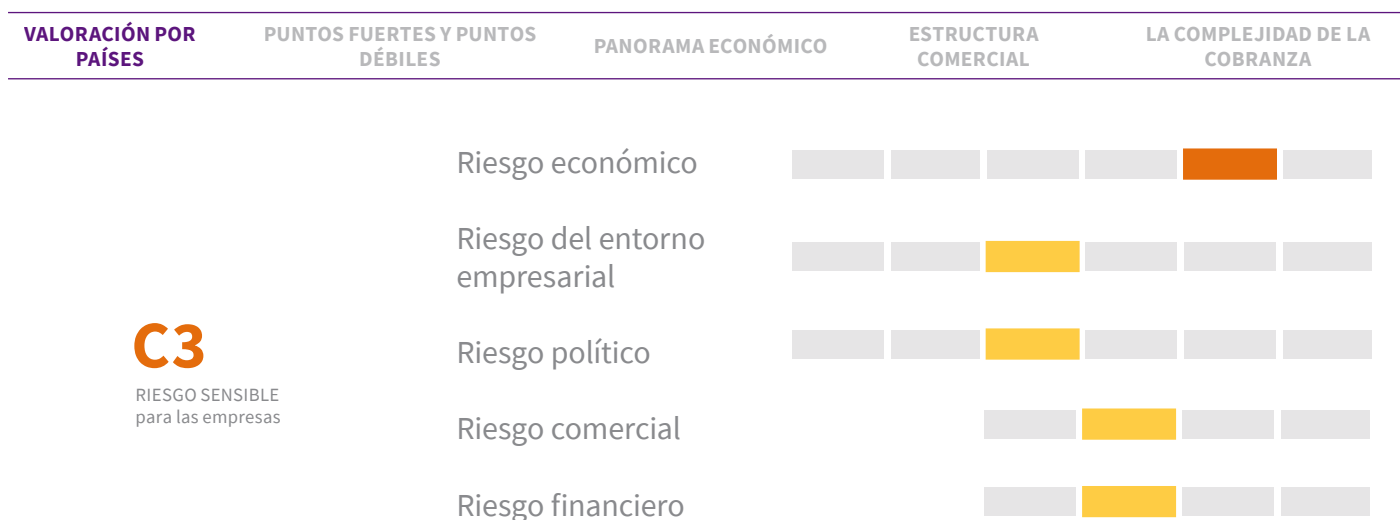 VALORACIÓN POR
PAÍSES
PUNTOS FUERTES Y PUNTOS
DÉBILES
PANORAMA ECONÓMICO
ESTRUCTURA
COMERCIAL
LA COMPLEJIDAD DE LA
COBRANZA
Riesgo económico
Riesgo del entorno
empresarial
C3
RIESGO SENSIBLE
para las empresas
Riesgo político
Riesgo comercial
Riesgo financiero